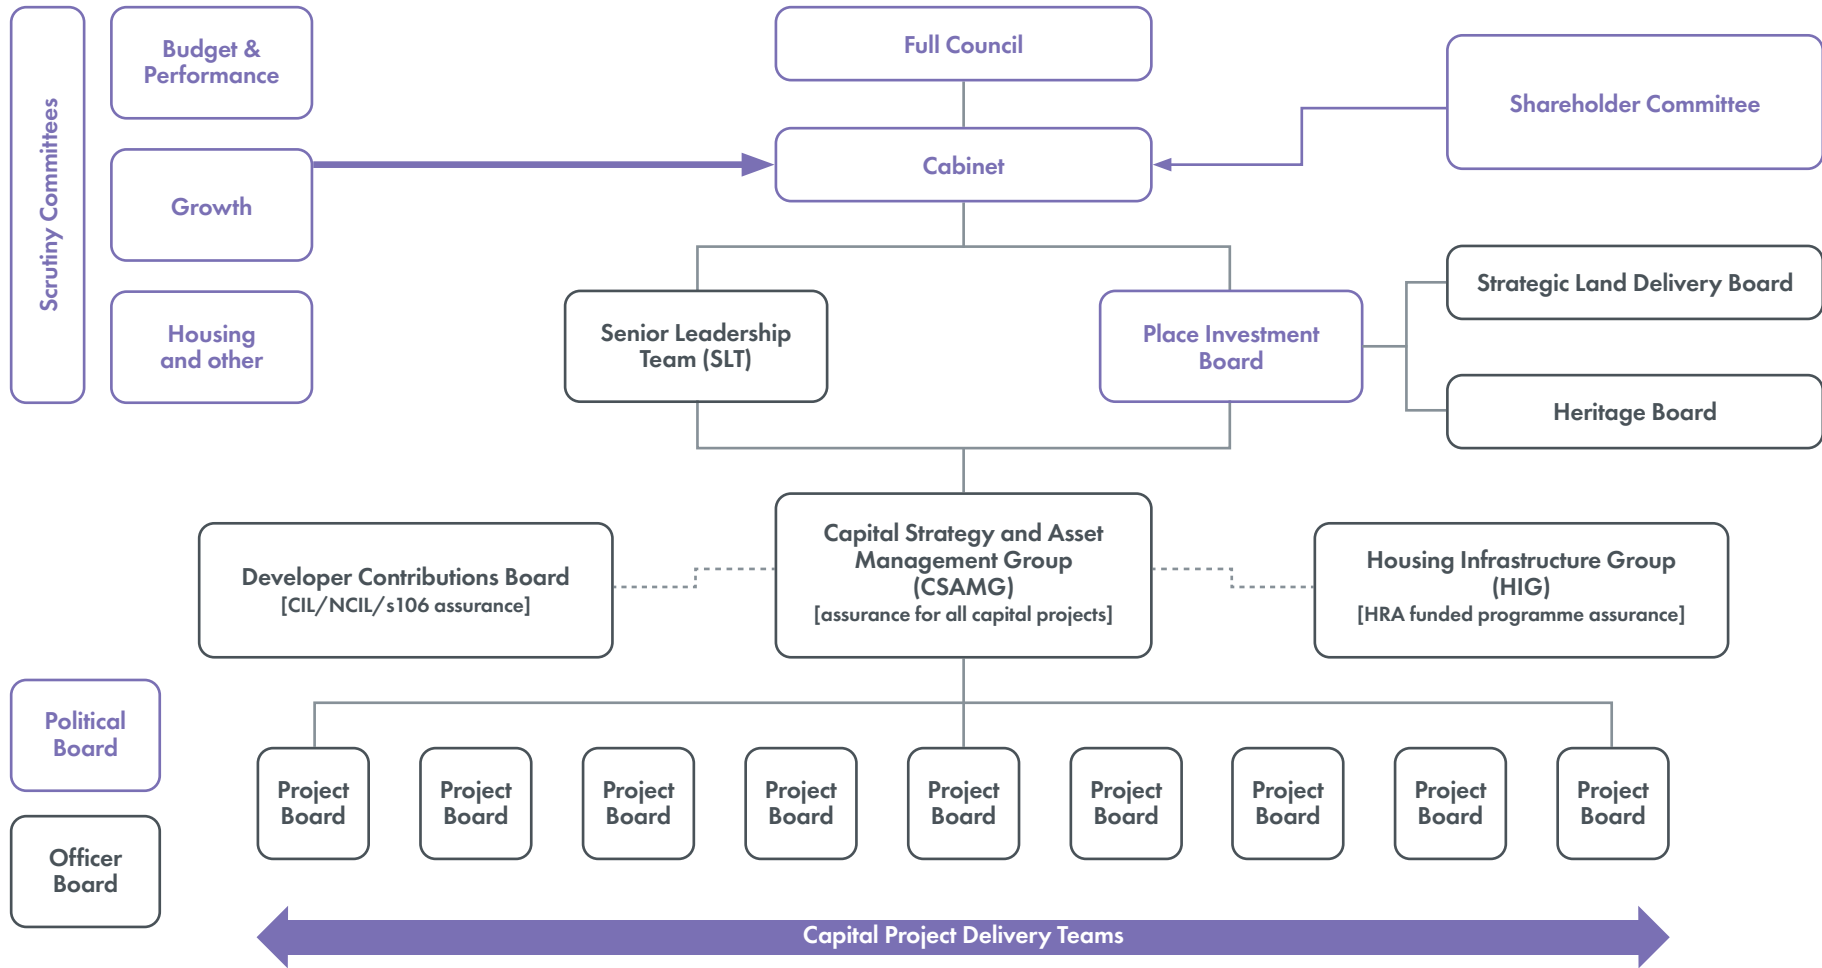 Scrutiny Committees
Budget &
Performance
Growth
Housing
and other
Full Council
Cabinet
Shareholder Committee
Senior Leadership
Team (SLT)
Place Investment
Board
Strategic Land Delivery Board
Heritage Board
Developer Contributions Board
[CIL/NCIL/s106 assurance]
Capital Strategy and Asset
Management Group
(CSAMG)
[assurance for all capital projects]
Housing Infrastructure Group
(HIG)
[HRA funded programme assurance]
Political
Board
Officer
Board
Project
Board
Project
Board
Project
Board
Project
Board
Project
Board
Project
Board
Project
Board
Project
Board
Project
Board
Capital Project Delivery Teams